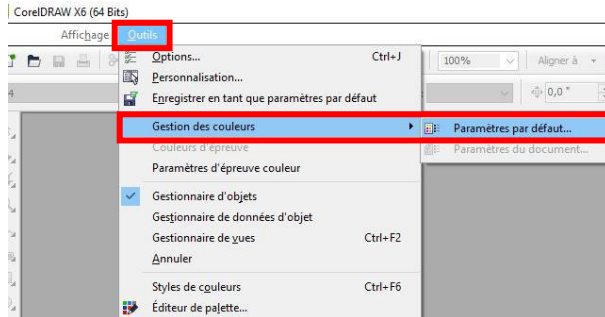 CorelDRAW X6 (64 Bits)
Affichage Outils
Options... Ctrl+J 100% Aligner à
Personnalisation...
Enregistrer en tant que paramètres par défaut 0,0 °
Gestion des couleurs Paramètres par défaut...
Couleurs d'épreuve Paramètres du document...
Paramètres d'épreuve couleur
Gestionnaire d'objets
Gestionnaire de données d'objet
Gestionnaire de vues Ctrl+F2
Annuler
Styles de couleurs Ctrl+F6
Éditeur de palette...